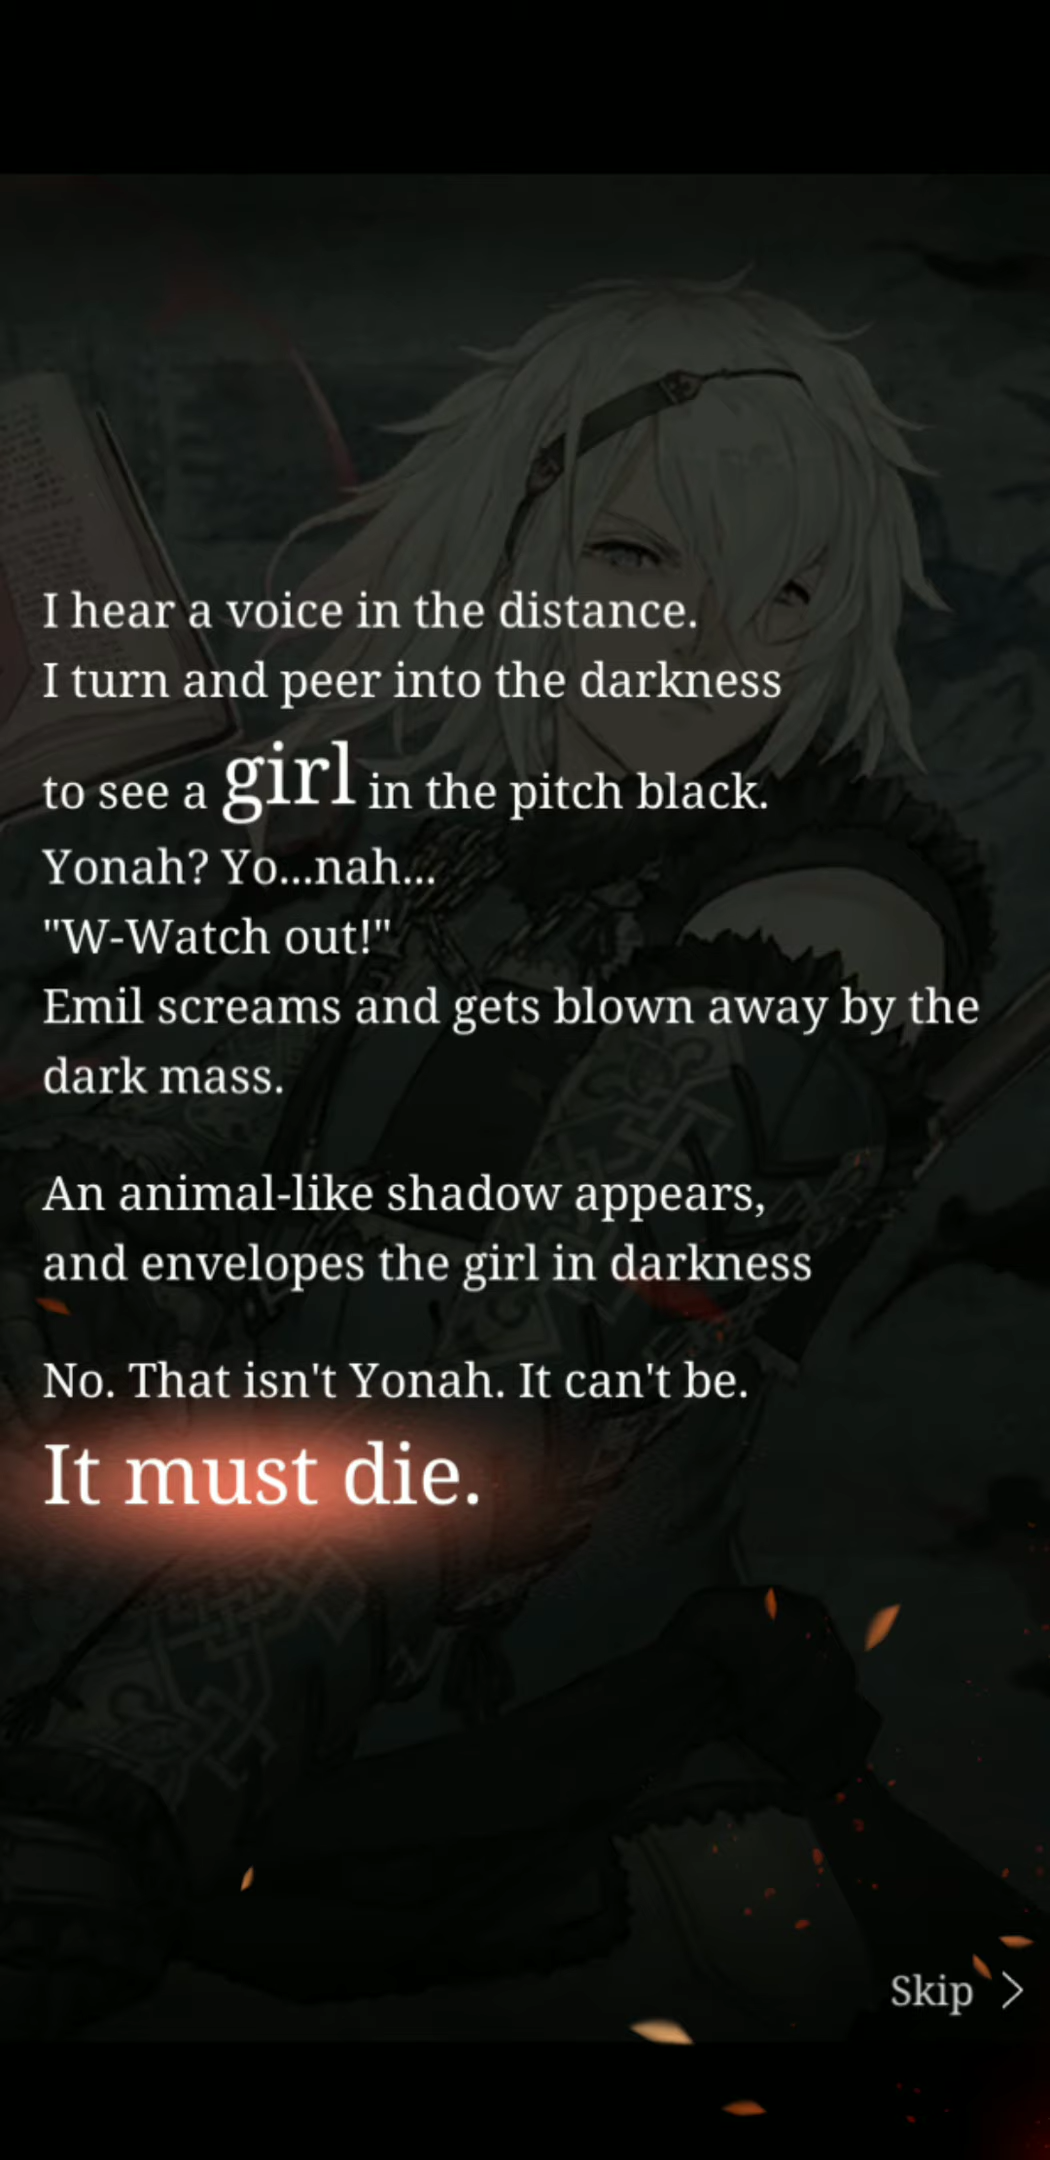 I hear a voice in the distance.
I turn and peer into the darkness
to see a girl in the pitch black.
Yonah? Yo...nah...
"W-Watch out!"
Emil screams and gets blown away by the
dark mass.
An animal-like shadow appears,
and envelopes the girl in darkness
No. That isn't Yonah. It can't be.
It must die.
Skip >